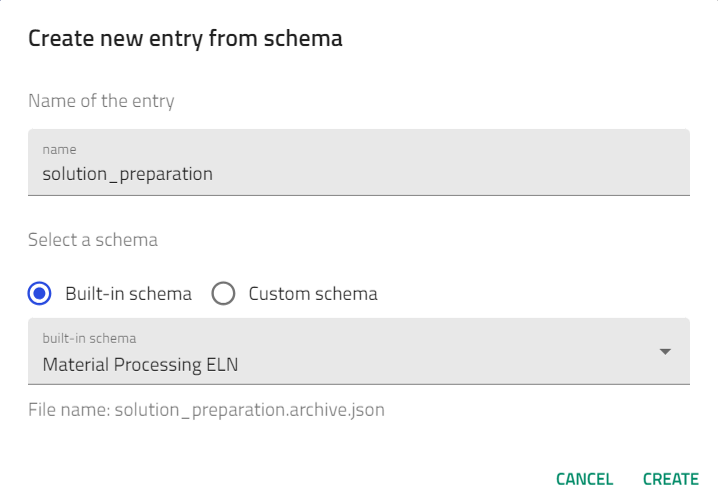 Create new entry from schema
Name of the entry
name
solution_preparation
Select a schema
Built-in schema Custom schema
built-in schema
Material Processing ELN
File name: solution_preparation.archive.json
CANCEL CREATE